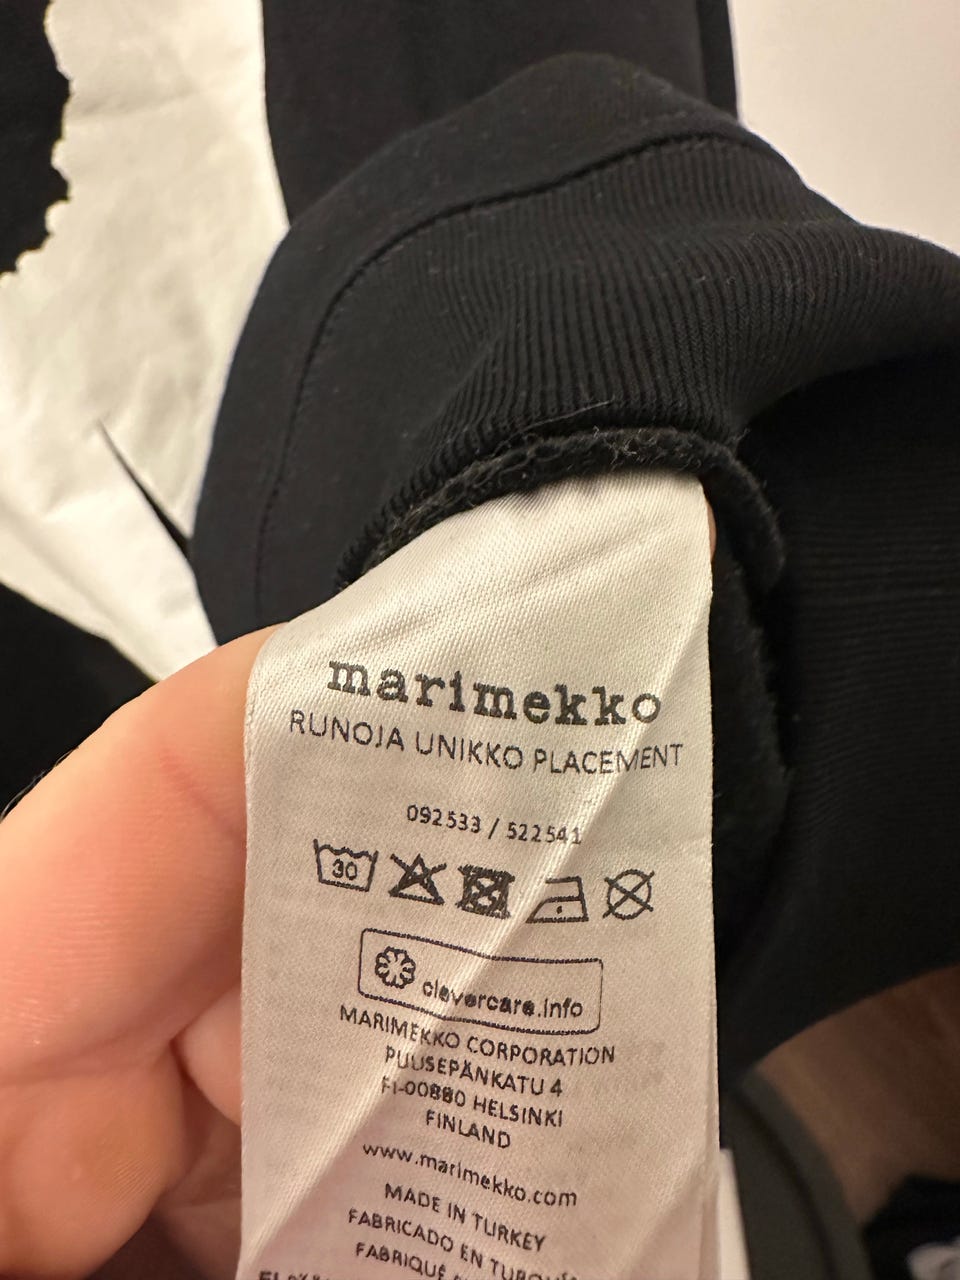 marimekko
RUNOJA UNIKKO PLACEMENT
092533 / 522541
30
clevercare.info
MARIMEKKO CORPORATION
PUUSEPÄNKATU 4
FI-00880 HELSINKI
FINLAND
www.marimekko.com
MADE IN TURKEY
FABRICADO EN
FABRIQUÉ